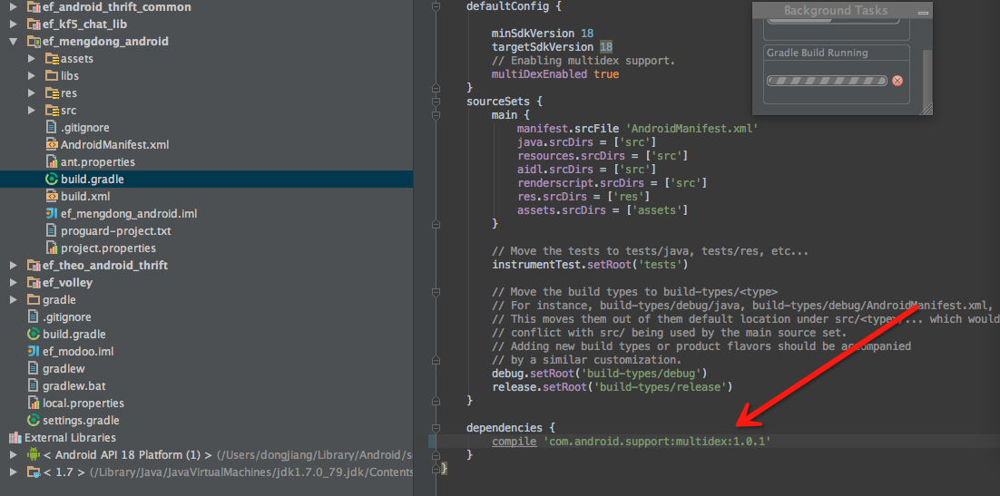 ef_android_thrift_common
ef_kf5_chat_lib
ef_mengdong_android
assets
libs
res
src
.gitignore
AndroidManifest.xml
ant.properties
build.gradle
build.xml
ef_mengdong_android.iml
proguard-project.txt
project.properties
ef_theo_android_thrift
ef_volley
gradle
.gitignore
build.gradle
ef_modoo.iml
gradlew
gradlew.bat
local.properties
settings.gradle
External Libraries
< Android API 18 Platform (1) > (/Users/dongjiang/Library/Android/s
< 1.7 > (/Library/Java/JavaVirtualMachines/jdk1.7.0_79.jdk/Contents
defaultConfig {
minSdkVersion 18
targetSdkVersion 18
// Enabling multidex support.
multiDexEnabled true
}
sourceSets {
main {
manifest.srcFile 'AndroidManifest.xml'
java.srcDirs = ['src']
resources.srcDirs = ['src']
aidl.srcDirs = ['src']
renderscript.srcDirs = ['src']
res.srcDirs = ['res']
assets.srcDirs = ['assets']
}
// Move the tests to tests/java, tests/res, etc...
instrumentTest.setRoot('tests')
// Move the build types to build-types/<type>
// For instance, build-types/debug/java, build-types/debug/AndroidManifest.xml,
// This moves them out of them default location under src/<type>/... which would
// conflict with src/ being used by the main source set.
// Adding new build types or product flavors should be accompanied
// by a similar customization.
debug.setRoot('build-types/debug')
release.setRoot('build-types/release')
}
dependencies {
compile 'com.android.support:multidex:1.0.1'
}
}
Background Tasks
Gradle Build Running